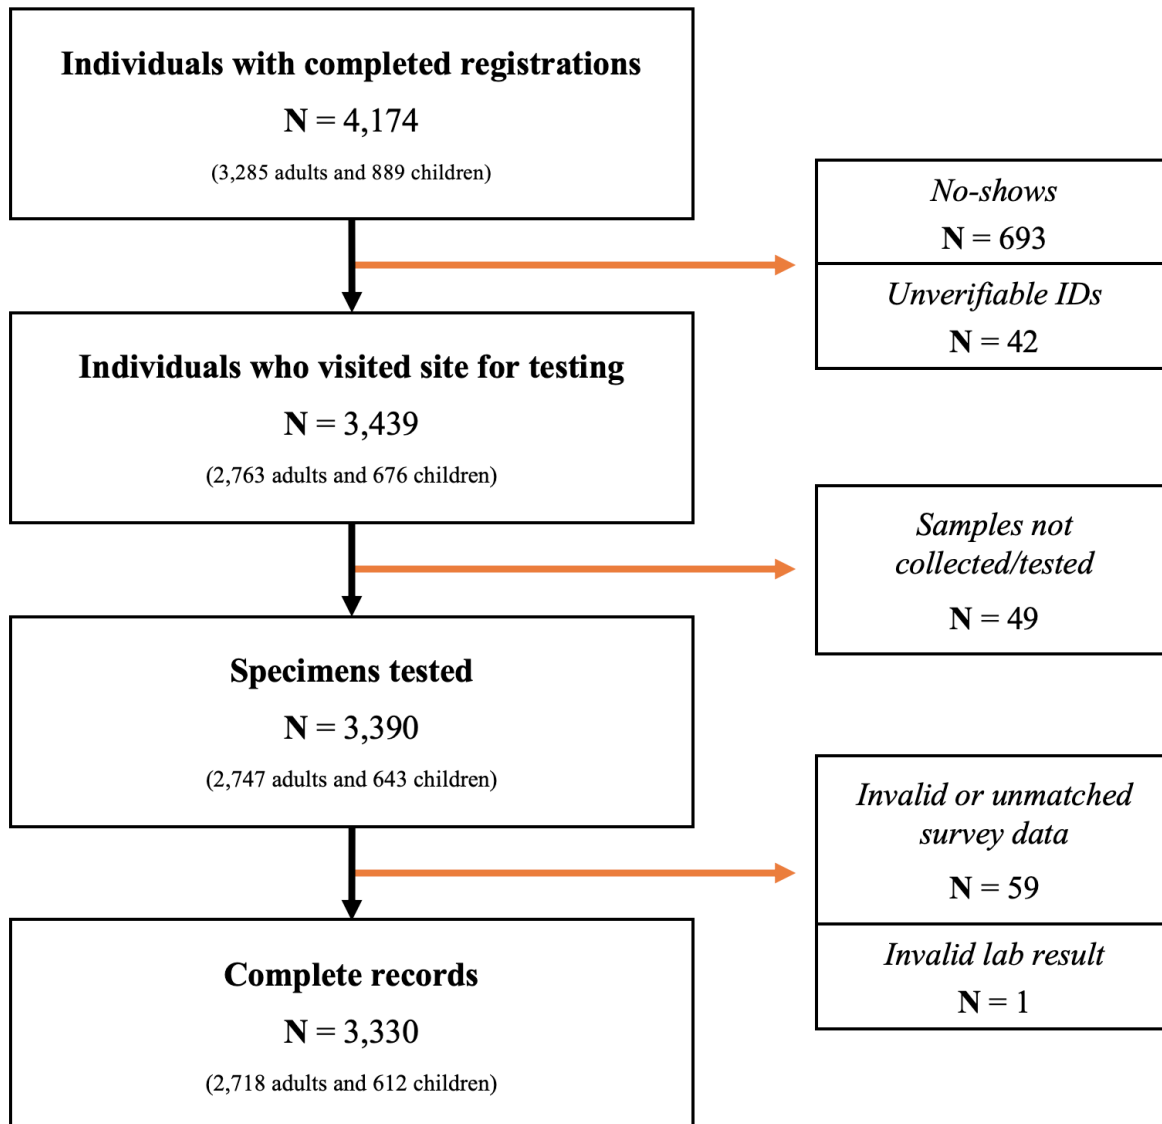 Individuals with completed registrations
N = 4,174
(3,285 adults and 889 children)
No-shows
N = 693
Unverifiable IDs
N = 42
Individuals who visited site for testing
N = 3,439
(2,763 adults and 676 children)
Samples not
collected/tested
N = 49
Specimens tested
N = 3,390
(2,747 adults and 643 children)
Invalid or unmatched
survey data
N = 59
Invalid lab result
N = 1
Complete records
N = 3,330
(2,718 adults and 612 children)